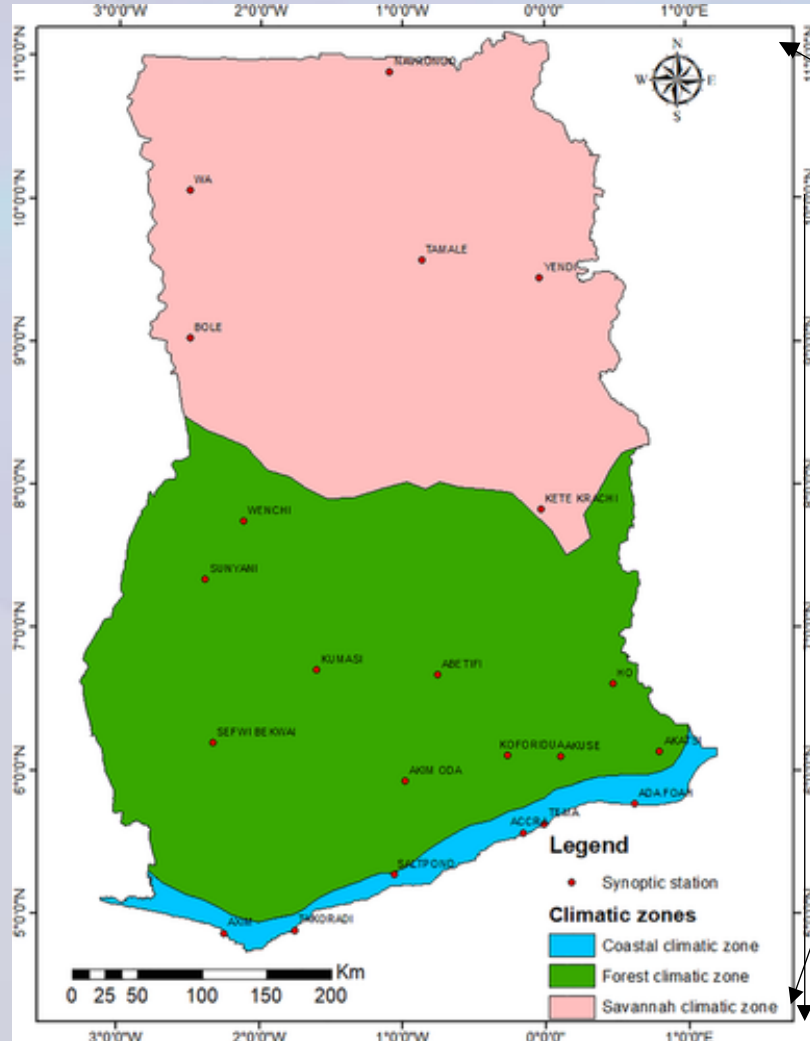 3°0'0"W 2°0'0"W 1°0'0"W 0°0'0" 1°0'0"E
N
W E
S
11°0'0"N
10°0'0"N
9°0'0"N
8°0'0"N
7°0'0"N
6°0'0"N
5°0'0"N
NAVRONGO
WA
TAMALE
YENDI
BOLE
KETE KRACHI
WENCHI
SUNYANI
KUMASI
ABETIFI
HO
SEFWI BEKWAI
KOFORIDUA
AKUSE
AKATSI
AKIM ODA
ADA FOAH
TEMA
ACCRA
SALTPOND
AXIM
TAKORADI
Legend
Synoptic station
Climatic zones
Coastal climatic zone
Forest climatic zone
Savannah climatic zone
Km
0 25 50 100 150 200
3°0'0"W 2°0'0"W 1°0'0"W 0°0'0" 1°0'0"E